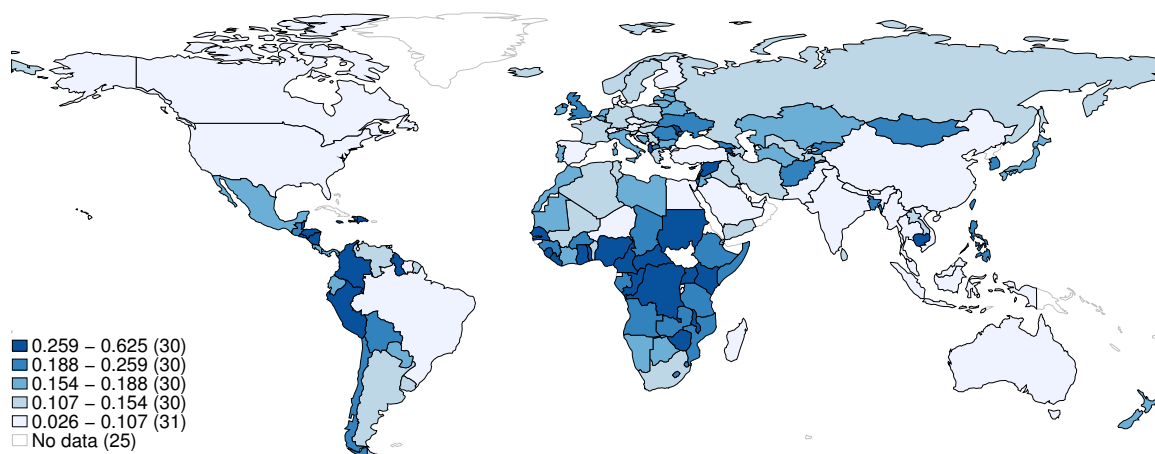 0.259 − 0.625 (30)
0.188 − 0.259 (30)
0.154 − 0.188 (30)
0.107 − 0.154 (30)
0.026 − 0.107 (31)
No data (25)